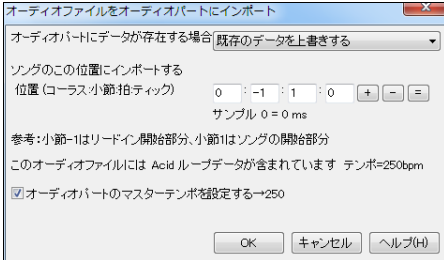 オーディオファイルをオーディオパートにインポート
オーディオパートにデータが存在する場合 既存のデータを上書きする
ソングのこの位置にインポートする
位置 (コーラス:小節:拍:ティック) 0 : -1 : 1 : 0 + - =
サンプル 0 = 0 ms
参考：小節-1はリードイン開始部分、小節1はソングの開始部分
このオーディオファイルには Acid ループデータが含まれています テンポ=250bpm
オーディオパートのマスターテンポを設定する→250
OK キャンセル ヘルプ(H)